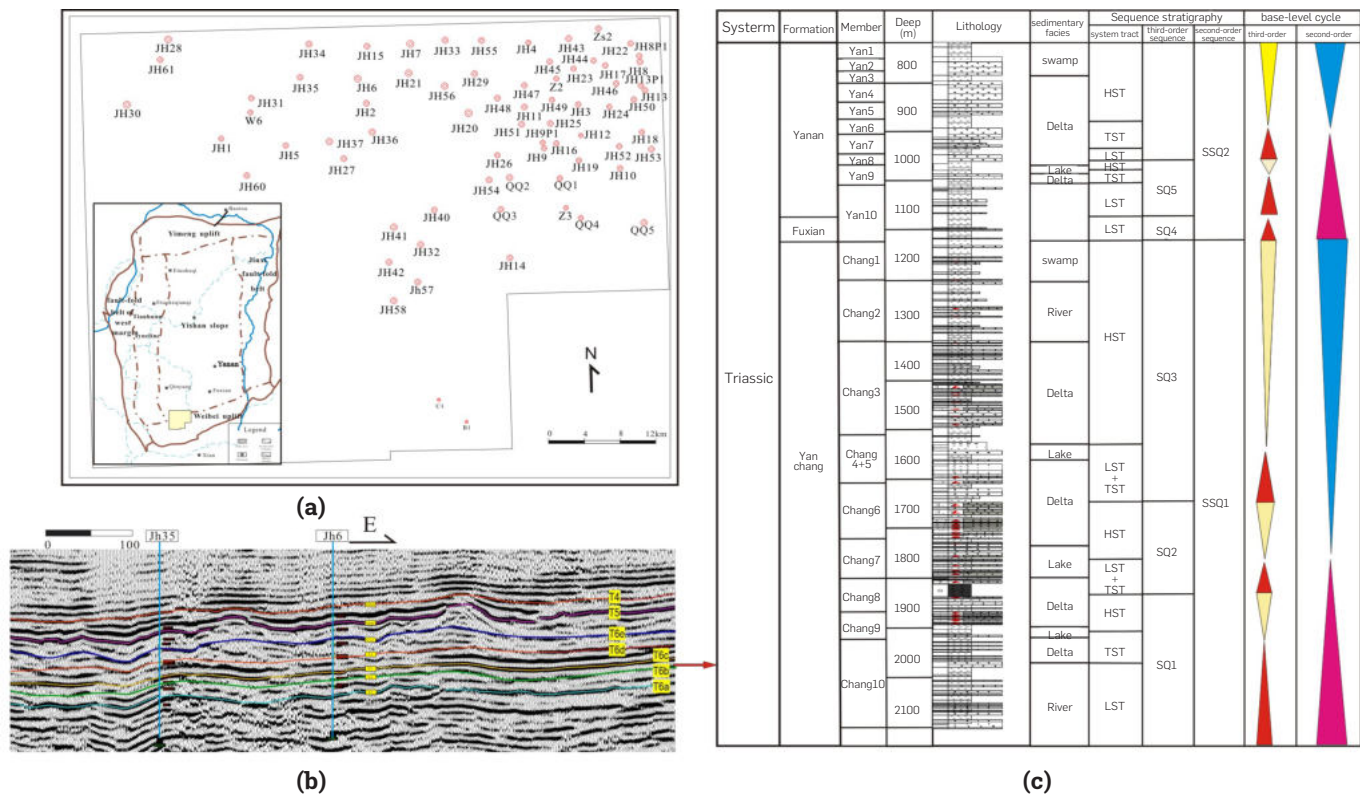 JH28
JH61
JH34
JH15
JH7
JH33
JH55
JH4
JH43
Zs2
JH22
JH8P1
JH44
JH45
JH23
JH17
JH8
JH13P1
JH35
JH6
JH21
JH29
Z2
JH46
JH13
JH56
JH47
JH30
JH31
W6
JH2
JH48
JH49
JH3
JH24
JH50
JH11
JH20
JH51
JH25
JH36
JH37
JH1
JH5
JH9P1
JH12
JH18
JH9
JH16
JH52
JH53
JH27
JH26
JH19
JH10
JH60
JH54
QQ2
QQ1
JH40
QQ3
Z3
QQ4
QQ5
JH41
JH32
JH42
JH14
Jh57
JH58
N
C1
B1
0 4 8 12km
Yimeng uplift
Jinxi
fault-fold
belt
fault-fold
belt of
west
margin
Yishan slope
Yanan
Qingyang
Weibei uplift
Xian
Legend
(a)
0 100
Jh35
Jh6
E
T4
T5
T6c
T6b
T6a
(b)
Systerm
Formation
Member
Deep
(m)
Lithology
sedimentary
facies
Sequence stratigraphy
system tract
third-order
sequence
second-order
sequence
base-level cycle
third-order
second-order
Triassic
Yanan
Fuxian
Yan
chang
Yan1
Yan2
Yan3
Yan4
Yan5
Yan6
Yan7
Yan8
Yan9
Yan10
Chang1
Chang2
Chang3
Chang
4+5
Chang6
Chang7
Chang8
Chang9
Chang10
800
900
1000
1100
1200
1300
1400
1500
1600
1700
1800
1900
2000
2100
swamp
Delta
Lake
Delta
swamp
River
Delta
Lake
Delta
Lake
Delta
Lake
Delta
River
HST
TST
LST
HST
TST
LST
LST
HST
LST
+
TST
HST
LST
+
TST
HST
TST
LST
SQ5
SQ4
SQ3
SQ2
SQ1
SSQ2
SSQ1
(c)